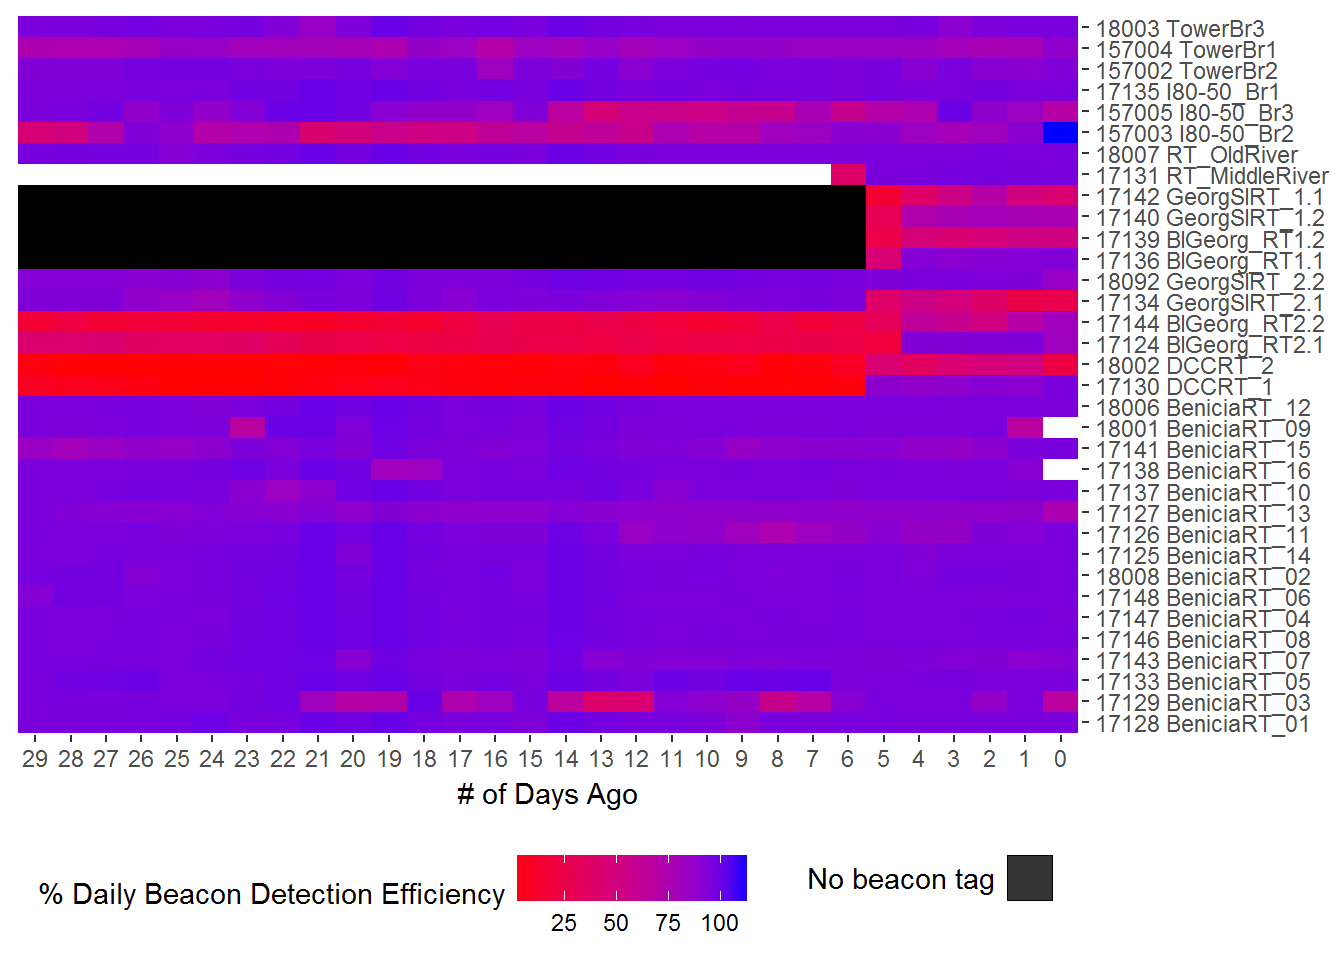 18003 TowerBr3
157004 TowerBr1
157002 TowerBr2
17135 I80-50_Br1
157005 I80-50_Br3
157003 I80-50_Br2
18007 RT_OldRiver
17131 RT_MiddleRiver
17142 GeorgSlRT_1.1
17140 GeorgSlRT_1.2
17139 BlGeorg_RT1.2
17136 BlGeorg_RT1.1
18092 GeorgSlRT_2.2
17134 GeorgSlRT_2.1
17144 BlGeorg_RT2.2
17124 BlGeorg_RT2.1
18002 DCCRT_2
17130 DCCRT_1
18006 BeniciaRT_12
18001 BeniciaRT_09
17141 BeniciaRT_15
17138 BeniciaRT_16
17137 BeniciaRT_10
17127 BeniciaRT_13
17126 BeniciaRT_11
17125 BeniciaRT_14
18008 BeniciaRT_02
17148 BeniciaRT_06
17147 BeniciaRT_04
17146 BeniciaRT_08
17143 BeniciaRT_07
17133 BeniciaRT_05
17129 BeniciaRT_03
17128 BeniciaRT_01
29 28 27 26 25 24 23 22 21 20 19 18 17 16 15 14 13 12 11 10 9 8 7 6 5 4 3 2 1 0
# of Days Ago
% Daily Beacon Detection Efficiency
25 50 75 100
No beacon tag